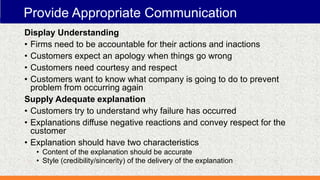 Provide Appropriate Communication
Display Understanding
• Firms need to be accountable for their actions and inactions
• Customers expect an apology when things go wrong
• Customers need courtesy and respect
• Customers want to know what company is going to do to prevent
problem from occurring again
Supply Adequate explanation
• Customers try to understand why failure has occurred
• Explanations diffuse negative reactions and convey respect for the
customer
• Explanation should have two characteristics
• Content of the explanation should be accurate
• Style (credibility/sincerity) of the delivery of the explanation